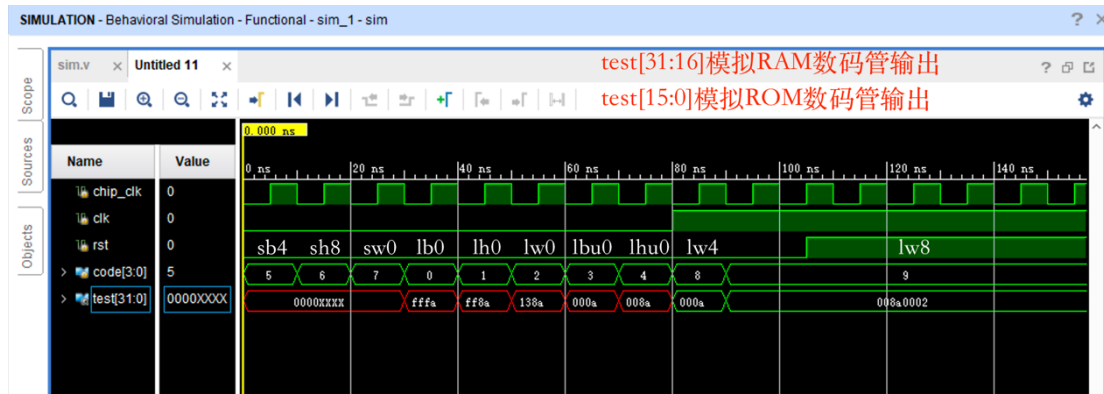 SIMULATION - Behavioral Simulation - Functional - sim_1 - sim
sim.v
Untitled 11
test[31:16]模拟RAM数码管输出
test[15:0]模拟ROM数码管输出
Scope
Sources
Objects
0.000 ns
Name Value
0 ns 20 ns 40 ns 60 ns 80 ns 100 ns 120 ns 140 ns
chip_clk 0
clk 0
rst 0 sb4 sh8 sw0 lb0 lh0 lw0 lbu0 lhu0 lw4 lw8
code[3:0] 5 5 6 7 0 1 2 3 4 8 9
test[31:0] 0000XXXX 0000XXXX fffa ff8a 138a 000a 008a 000a 008a0002